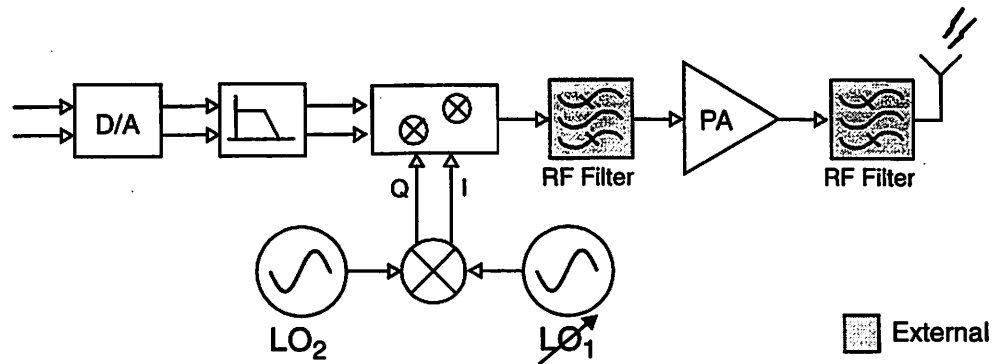 D/A
PA
RF Filter
RF Filter
Q
I
LO2
LO1
External